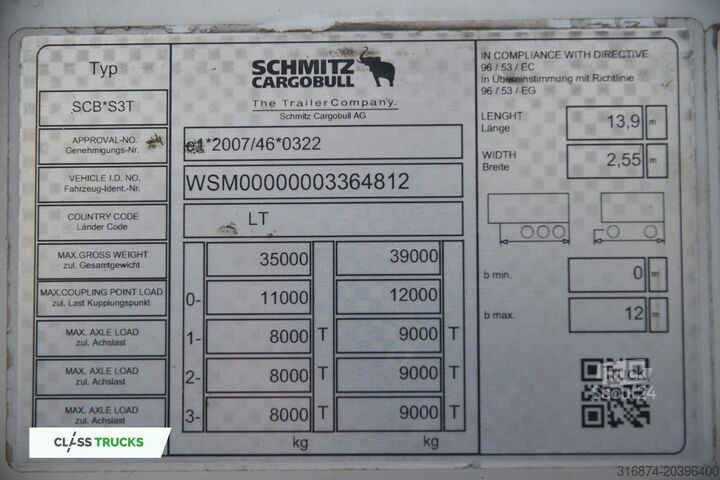 Typ
SCB*S3T
APPROVAL-NO.
Genehmigungs-Nr.
VEHICLE I.D. NO.
Fahrzeug-Ident.-Nr.
COUNTRY CODE
Länder Code
MAX.GROSS WEIGHT
zul. Gesamtgewicht
MAX.COUPLING POINT LOAD
zul. Last Kupplungspunkt
MAX. AXLE LOAD
zul. Achslast
MAX. AXLE LOAD
zul. Achslast
MAX. AXLE LOAD
zul. Achslast
SCHMITZ
CARGOBULL
The TrailerCompany.
Schmitz Cargobull AG
e1*2007/46*0322
WSM00000003364812
LT
35000 39000
0- 11000 12000
1- 8000 T 9000 T
2- 8000 T 9000 T
3- 8000 T 9000 T
kg kg
IN COMPLIANCE WITH DIRECTIVE
96 / 53 / EC
In Übereinstimmung mit Richtlinie
96 / 53 / EG
LENGHT
Länge
13,9 m
WIDTH
Breite
2,55 m
b min. 0 m
b max. 12 m
Truck
Scout24
CLASSTRUCKS
316874-20396400